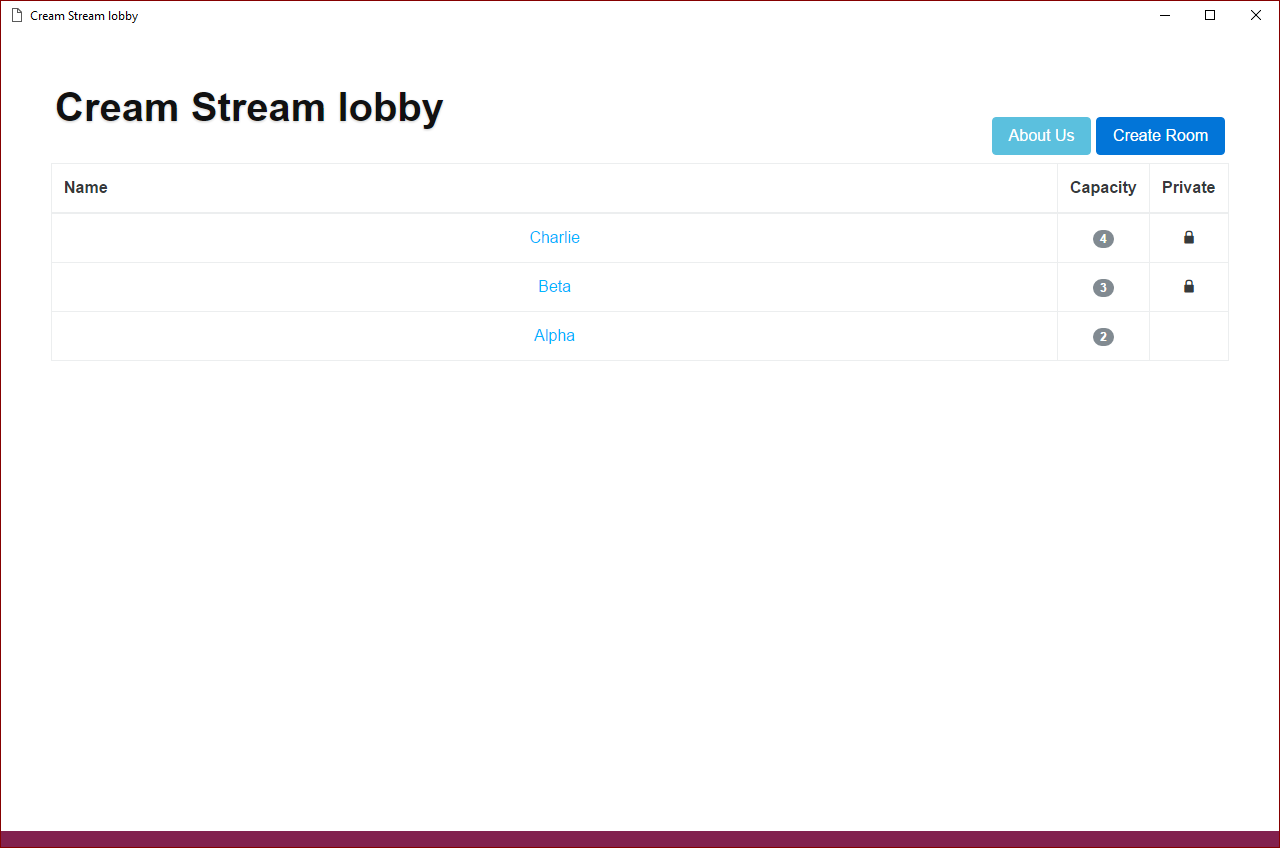 Cream Stream lobby
Cream Stream lobby
About Us Create Room
Name Capacity Private
Charlie 4
Beta 3
Alpha 2